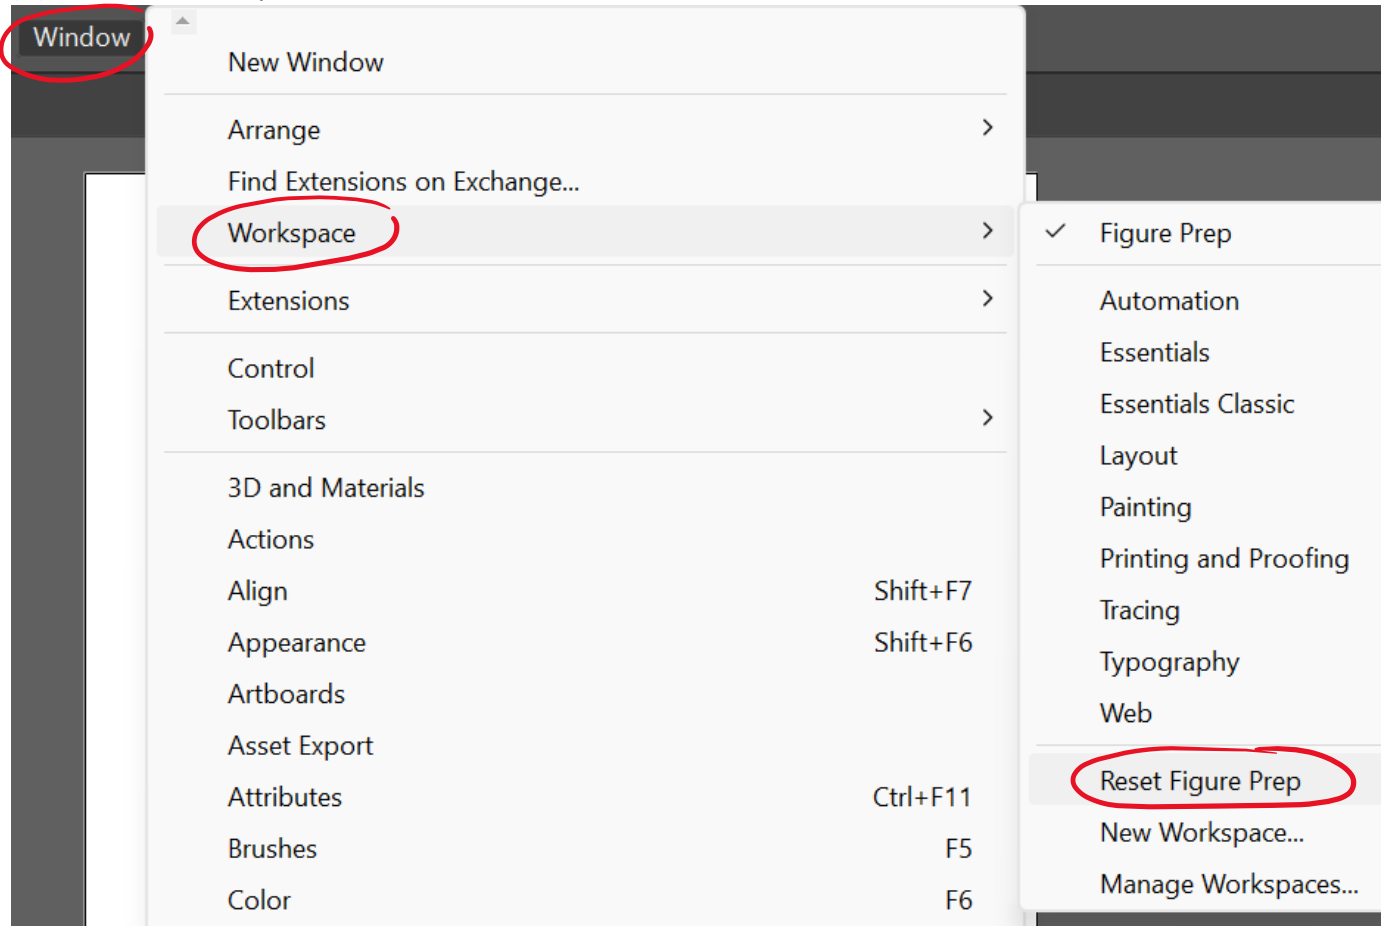 Window
New Window
Arrange
Find Extensions on Exchange...
Workspace
Extensions
Control
Toolbars
3D and Materials
Actions
Align Shift+F7
Appearance Shift+F6
Artboards
Asset Export
Attributes Ctrl+F11
Brushes F5
Color F6
Figure Prep
Automation
Essentials
Essentials Classic
Layout
Painting
Printing and Proofing
Tracing
Typography
Web
Reset Figure Prep
New Workspace...
Manage Workspaces...